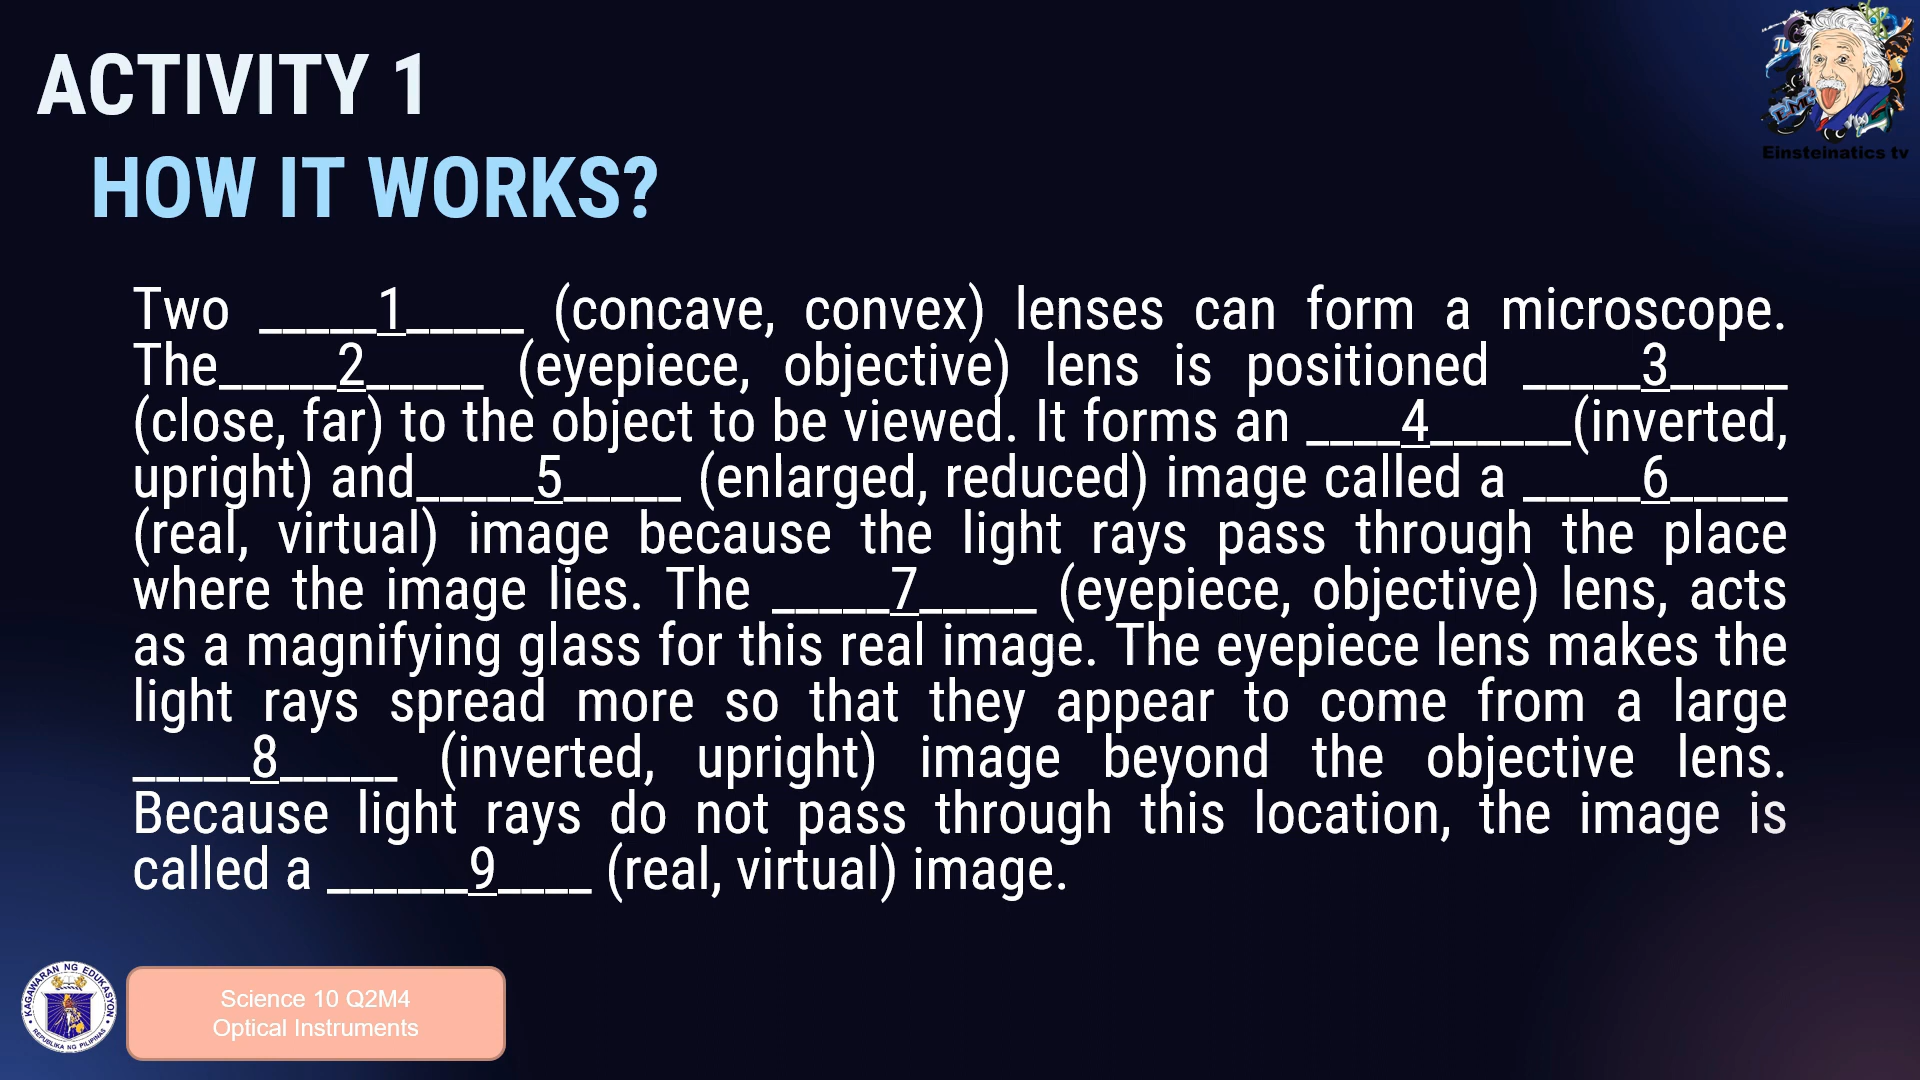 ACTIVITY 1
HOW IT WORKS?
Einsteinatics tv
Two _____1_____ (concave, convex) lenses can form a microscope.
The_____2_____ (eyepiece, objective) lens is positioned _____3_____
(close, far) to the object to be viewed. It forms an ____4______(inverted,
upright) and_____5_____ (enlarged, reduced) image called a _____6_____
(real, virtual) image because the light rays pass through the place
where the image lies. The _____7_____ (eyepiece, objective) lens, acts
as a magnifying glass for this real image. The eyepiece lens makes the
light rays spread more so that they appear to come from a large
_____8_____ (inverted, upright) image beyond the objective lens.
Because light rays do not pass through this location, the image is
called a ______9____ (real, virtual) image.
KAGAWARAN NG EDUKASYON
REPUBLIKA NG PILIPINAS
Science 10 Q2M4
Optical Instruments